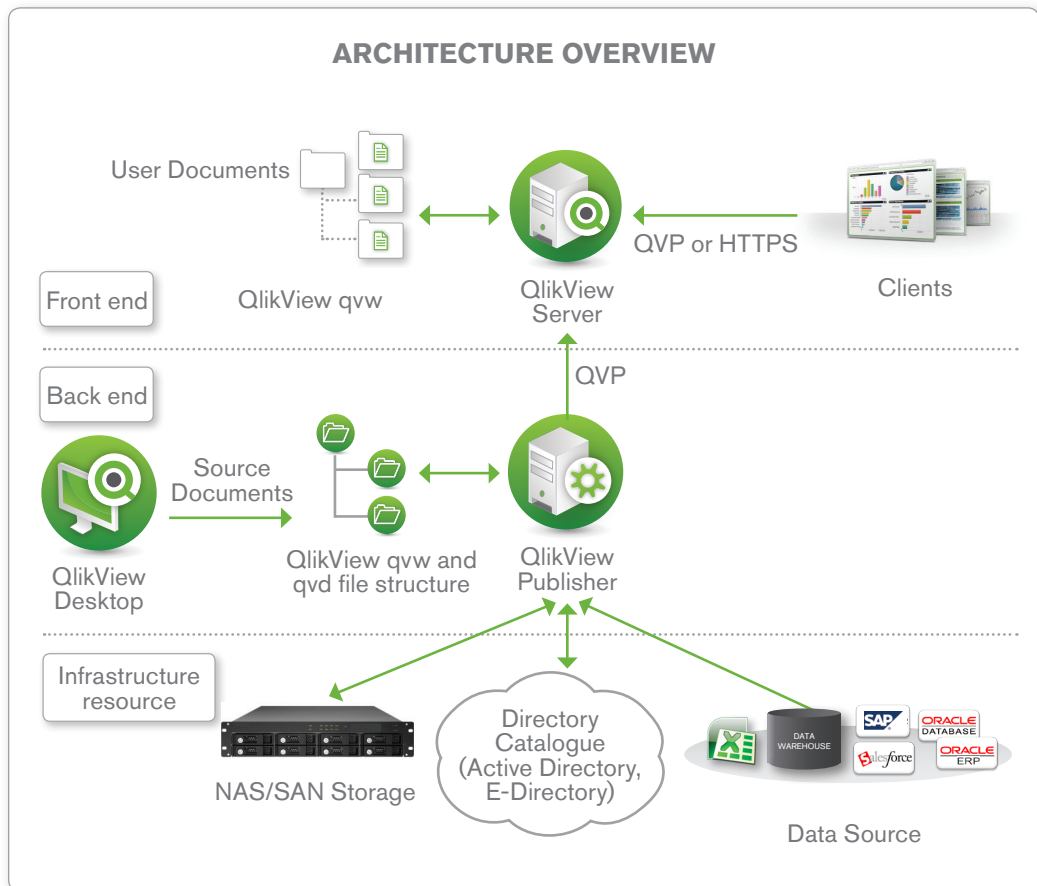 ARCHITECTURE OVERVIEW
User Documents
QlikView qvw
QlikView
Server
QVP or HTTPS
Clients
Front end
QVP
Back end
Source
Documents
QlikView
Desktop
QlikView qvw and
qvd file structure
QlikView
Publisher
Infrastructure
resource
NAS/SAN Storage
Directory
Catalogue
(Active Directory,
E-Directory)
DATA
WAREHOUSE
SAP
ORACLE
DATABASE
Salesforce
ORACLE
ERP
Data Source